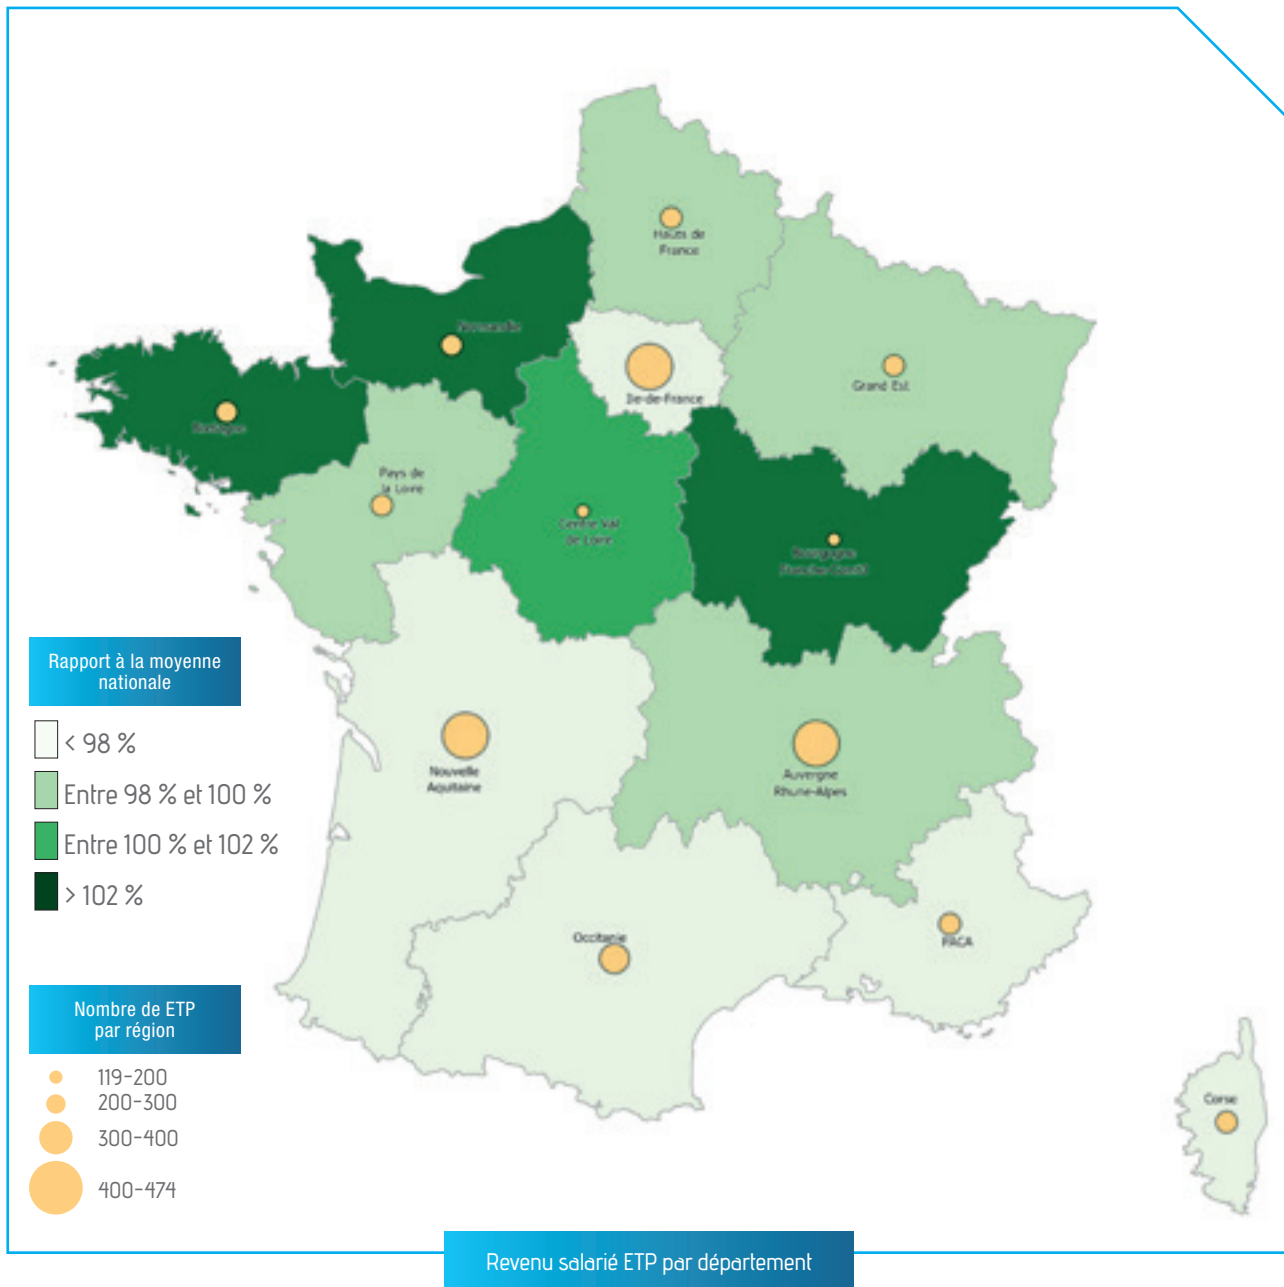 Hauts de
France
Normandie
Ile-de-France
Grand Est
Bretagne
Pays de
la Loire
Centre Val
de Loire
Bourgogne
Franche Comté
Rapport à la moyenne
nationale
< 98 %
Entre 98 % et 100 %
Entre 100 % et 102 %
> 102 %
Nouvelle
Aquitaine
Auvergne
Rhune-Alpes
Occitanie
PACA
Nombre de ETP
par région
119-200
200-300
300-400
400-474
Corse
Revenu salarié ETP par département